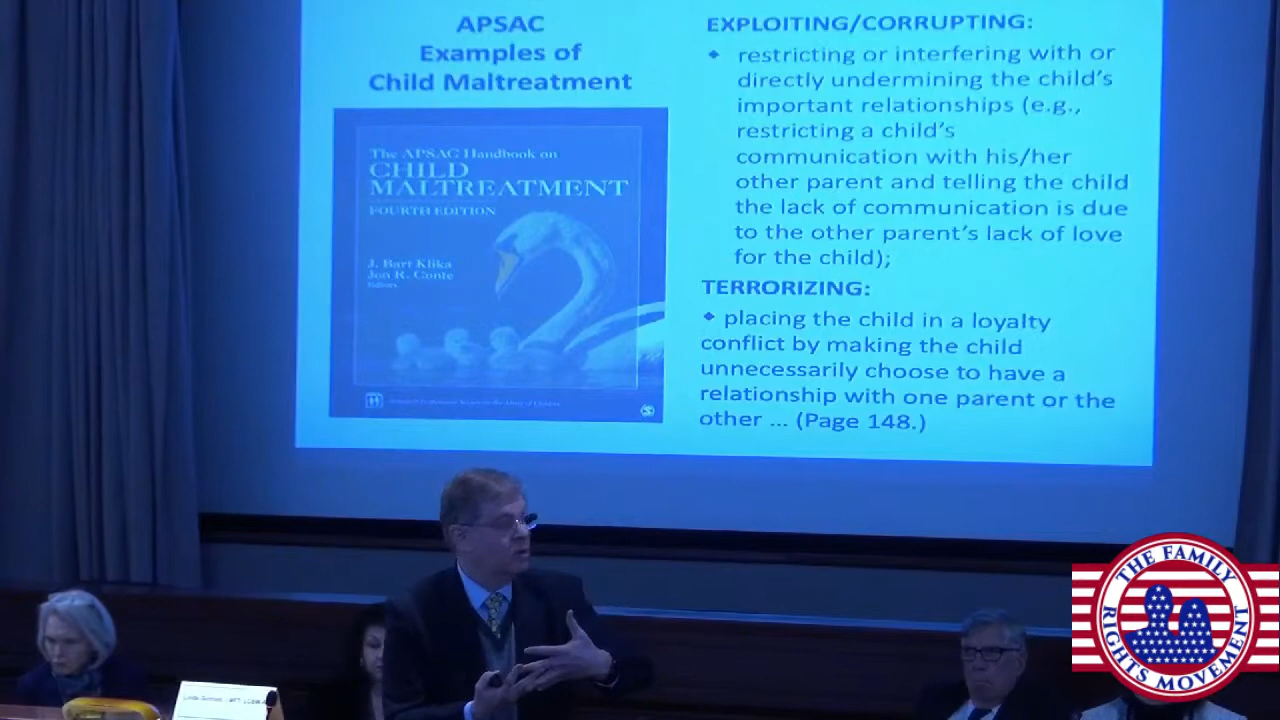 APSAC
Examples of
Child Maltreatment
The APSAC Handbook on
CHILD
MALTREATMENT
FOURTH EDITION
J. Bart Klika
Jon R. Conte
Editors
EXPLOITING/CORRUPTING:
restricting or interfering with or
directly undermining the child's
important relationships (e.g.,
restricting a child's
communication with his/her
other parent and telling the child
the lack of communication is due
to the other parent's lack of love
for the child);
TERRORIZING:
placing the child in a loyalty
conflict by making the child
unnecessarily choose to have a
relationship with one parent or the
other ... (Page 148.)
THE FAMILY
RIGHTS MOVEMENT